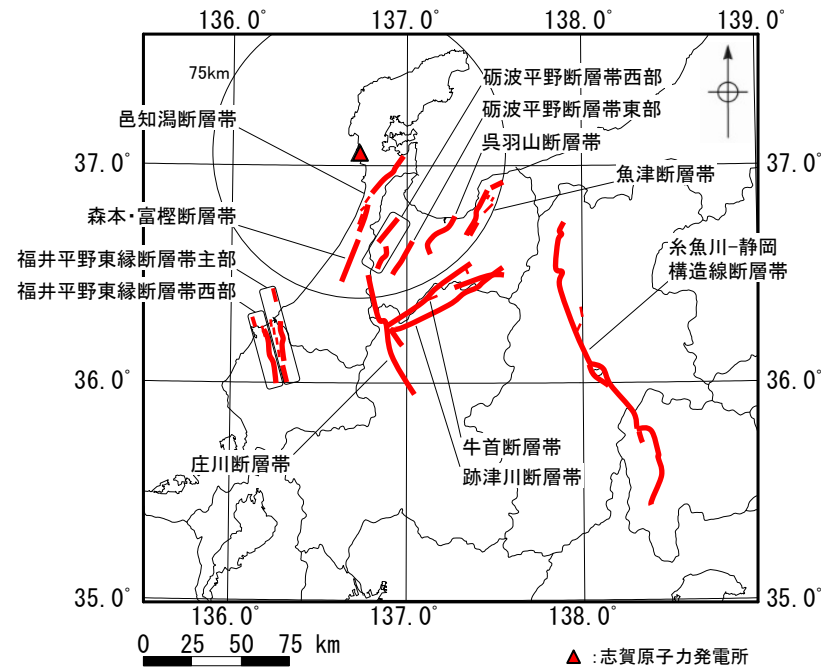 136.0° 137.0° 138.0° 139.0°
75km
砺波平野断層帯西部
砺波平野断層帯東部
邑知潟断層帯
呉羽山断層帯
37.0° 37.0°
魚津断層帯
森本・富樫断層帯
福井平野東縁断層帯主部
糸魚川-静岡
構造線断層帯
福井平野東縁断層帯西部
36.0° 36.0°
牛首断層帯
庄川断層帯
跡津川断層帯
35.0° 35.0°
136.0° 137.0° 138.0°
0 25 50 75 km
:志賀原子力発電所